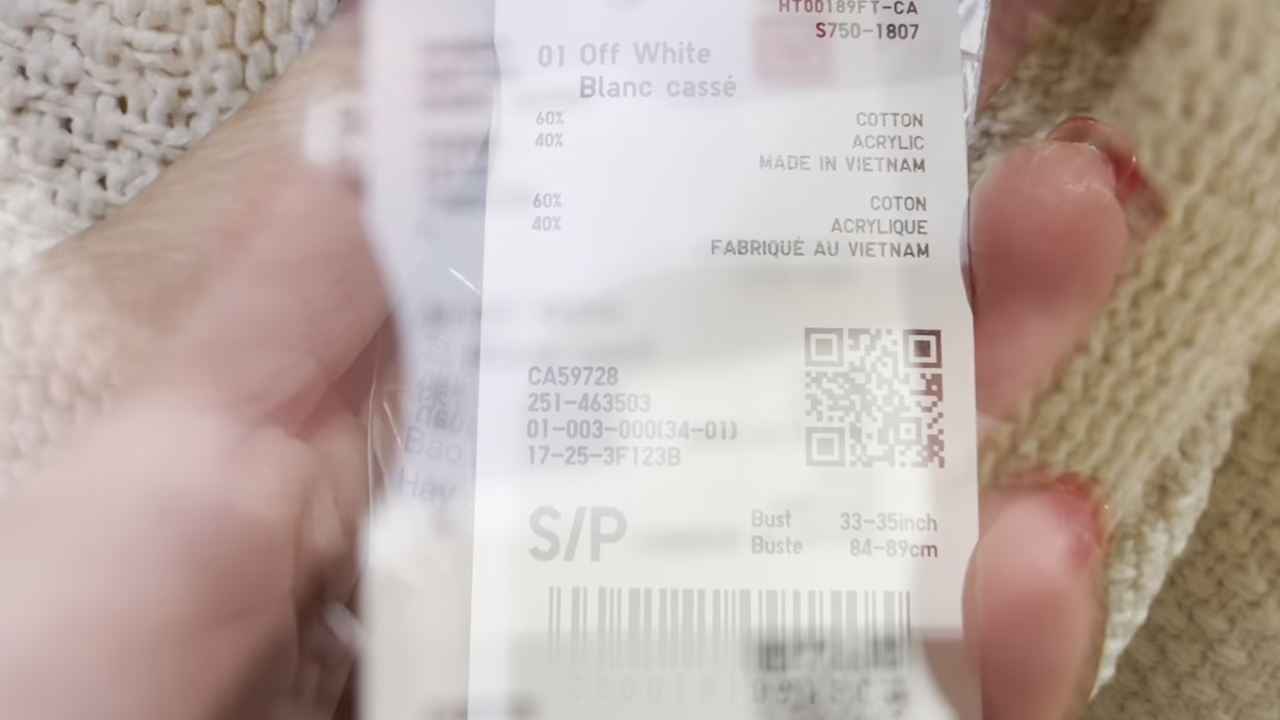 HT00189FT-CA
S750-1807
01 Off White
Blanc cassé
60% COTTON
40% ACRYLIC
MADE IN VIETNAM
60% COTON
40% ACRYLIQUE
FABRIQUÉ AU VIETNAM
CA59728
251-463503
01-003-000(34-01)
17-25-3F123B
S/P
Bust 33-35inch
Buste 84-89cm
Bao
Hay